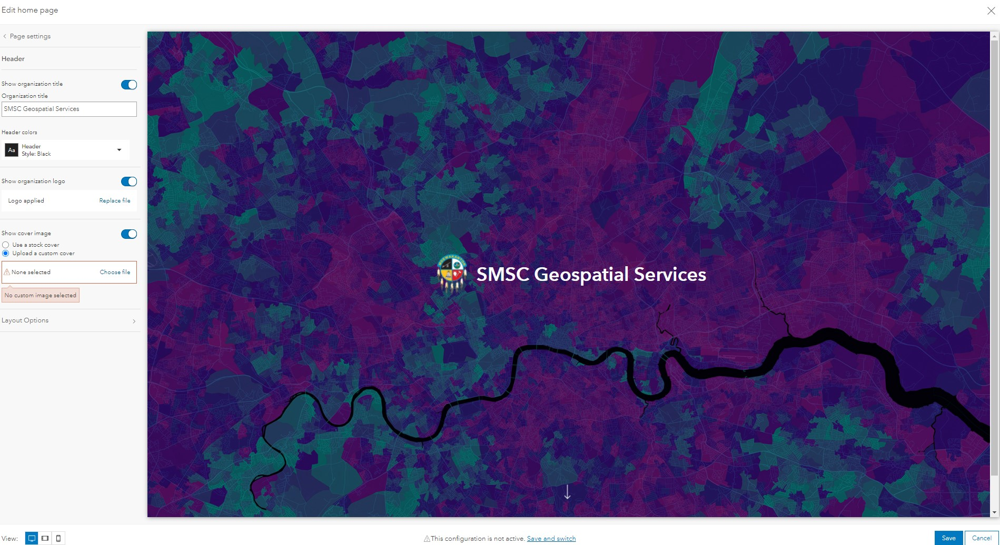 Edit home page
Page settings
Header
Show organization title
Organization title
SMSC Geospatial Services
Header colors
Aa
Header
Style: Black
Show organization logo
Logo applied
Replace file
Show cover image
Use a stock cover
Upload a custom cover
None selected
Choose file
No custom image selected
Layout Options
SMSC Geospatial Services
View:
This configuration is not active. Save and switch
Save
Cancel